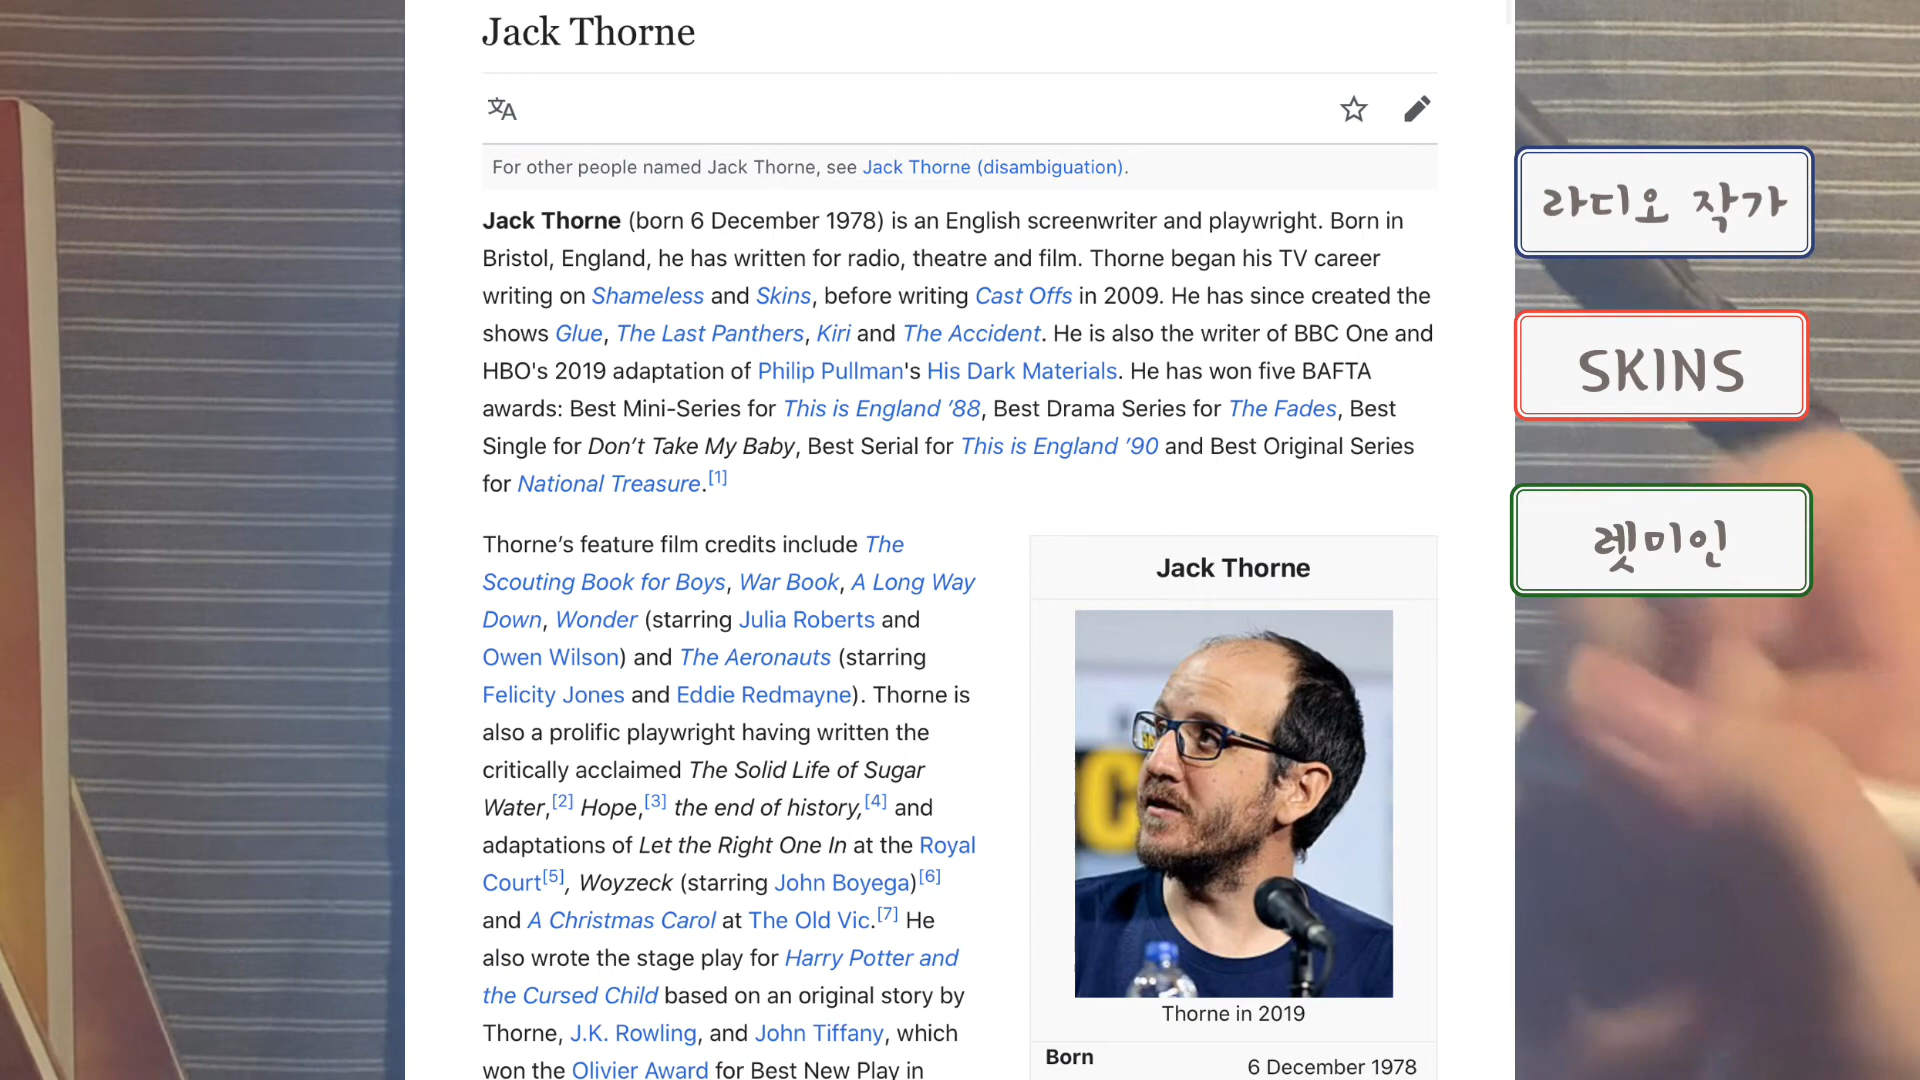 Jack Thorne
For other people named Jack Thorne, see Jack Thorne (disambiguation).
Jack Thorne (born 6 December 1978) is an English screenwriter and playwright. Born in
Bristol, England, he has written for radio, theatre and film. Thorne began his TV career
writing on Shameless and Skins, before writing Cast Offs in 2009. He has since created the
shows Glue, The Last Panthers, Kiri and The Accident. He is also the writer of BBC One and
HBO's 2019 adaptation of Philip Pullman's His Dark Materials. He has won five BAFTA
awards: Best Mini-Series for This is England '88, Best Drama Series for The Fades, Best
Single for Don't Take My Baby, Best Serial for This is England '90 and Best Original Series
for National Treasure.[1]
Thorne's feature film credits include The
Scouting Book for Boys, War Book, A Long Way
Down, Wonder (starring Julia Roberts and
Owen Wilson) and The Aeronauts (starring
Felicity Jones and Eddie Redmayne). Thorne is
also a prolific playwright having written the
critically acclaimed The Solid Life of Sugar
Water,[2] Hope,[3] the end of history,[4] and
adaptations of Let the Right One In at the Royal
Court[5], Woyzeck (starring John Boyega)[6]
and A Christmas Carol at The Old Vic.[7] He
also wrote the stage play for Harry Potter and
the Cursed Child based on an original story by
Thorne, J.K. Rowling, and John Tiffany, which
won the Olivier Award for Best New Play in
Jack Thorne
Thorne in 2019
Born
6 December 1978
라디오 작가
SKINS
렛미인